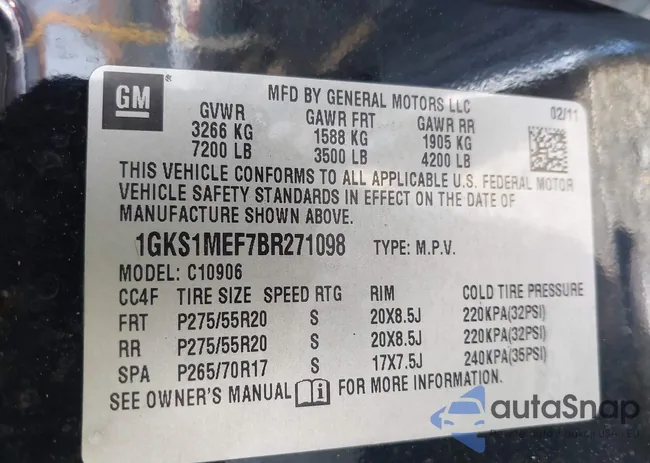 GM ®
MFD BY GENERAL MOTORS LLC
02/11
GVWR GAWR FRT GAWR RR
3266 KG 1588 KG 1905 KG
7200 LB 3500 LB 4200 LB
THIS VEHICLE CONFORMS TO ALL APPLICABLE U.S. FEDERAL MOTOR
VEHICLE SAFETY STANDARDS IN EFFECT ON THE DATE OF
MANUFACTURE SHOWN ABOVE.
1GKS1MEF7BR271098 TYPE: M.P.V.
MODEL: C10906
CC4F TIRE SIZE SPEED RTG RIM COLD TIRE PRESSURE
FRT P275/55R20 S 20X8.5J 220KPA(32PSI)
RR P275/55R20 S 20X8.5J 220KPA(32PSI)
SPA P265/70R17 S 17X7.5J 240KPA(35PSI)
SEE OWNER'S MANUAL FOR MORE INFORMATION.
autaSnap